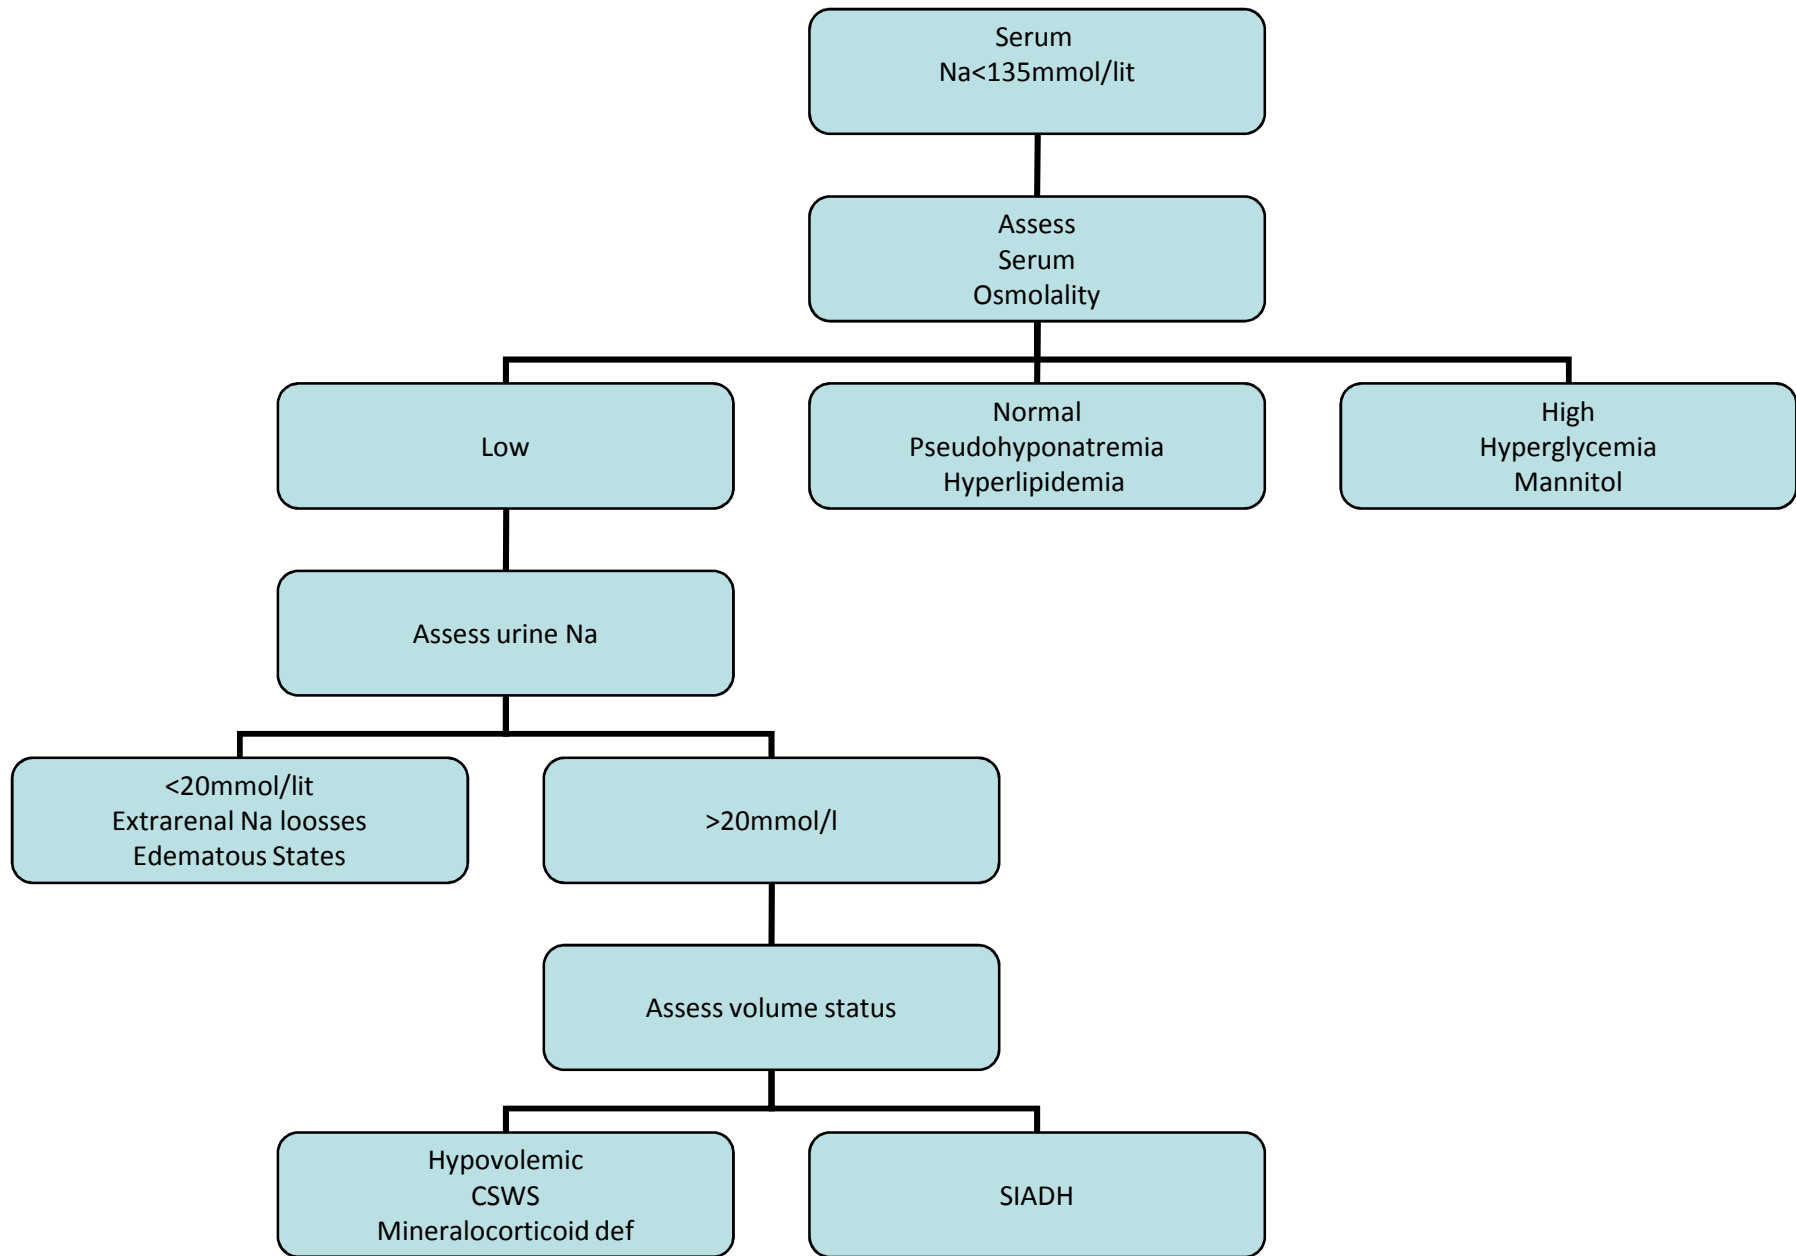 Serum
Na<135mmol/lit
Assess
Serum
Osmolality
Low
Normal
Pseudohyponatremia
Hyperlipidemia
High
Hyperglycemia
Mannitol
Assess urine Na
<20mmol/lit
Extrarenal Na loosses
Edematous States
>20mmol/l
Assess volume status
Hypovolemic
CSWS
Mineralocorticoid def
SIADH